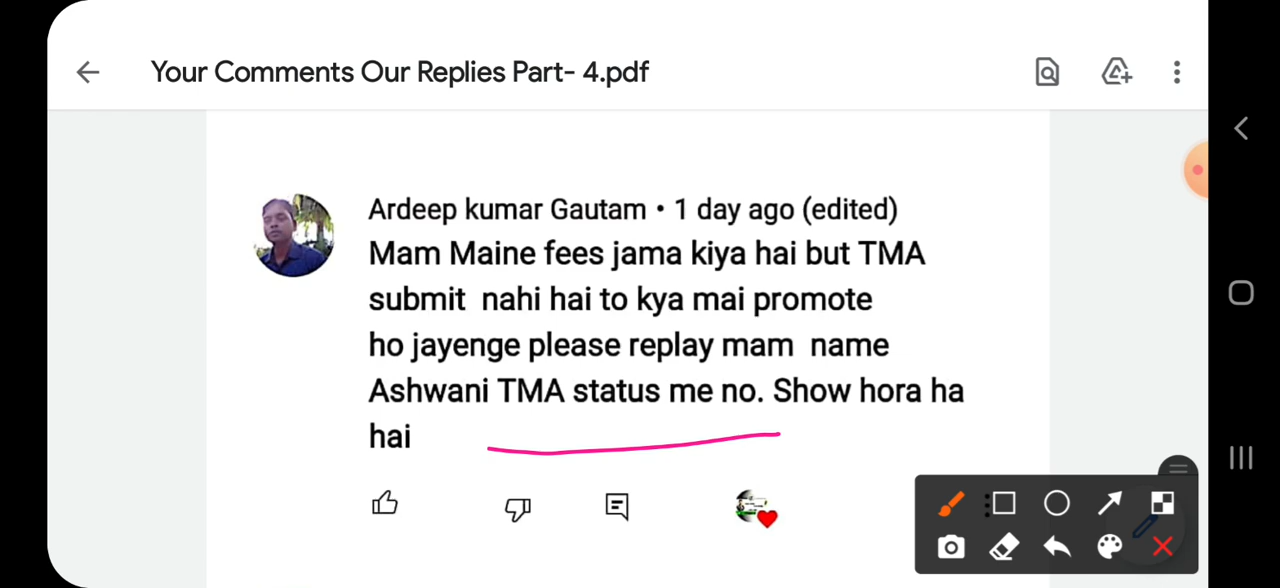 Your Comments Our Replies Part- 4.pdf
Ardeep kumar Gautam • 1 day ago (edited)
Mam Maine fees jama kiya hai but TMA
submit nahi hai to kya mai promote
ho jayenge please replay mam name
Ashwani TMA status me no. Show hora ha
hai